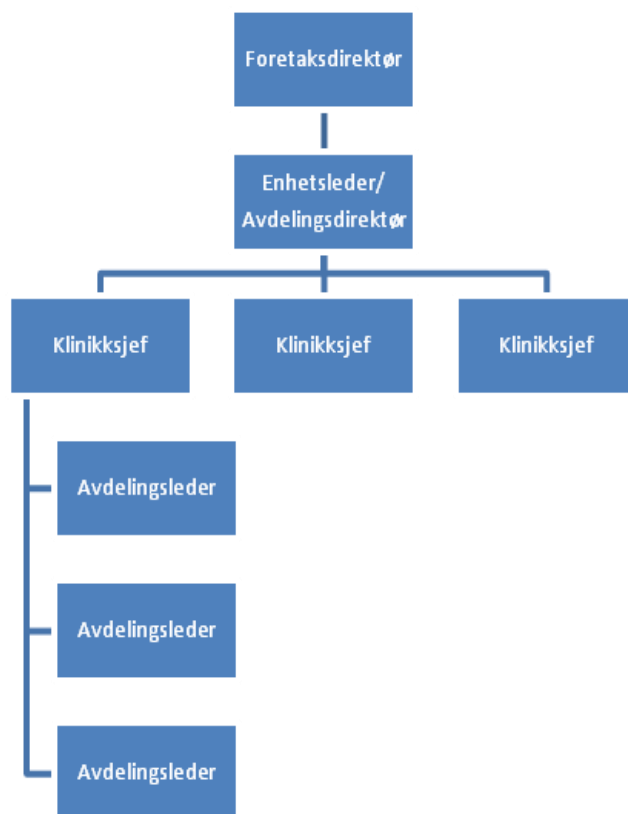 Foretaksdirektør
Enhetsleder/
Avdelingsdirektør
Klinikksjef
Klinikksjef
Klinikksjef
Avdelingsleder
Avdelingsleder
Avdelingsleder